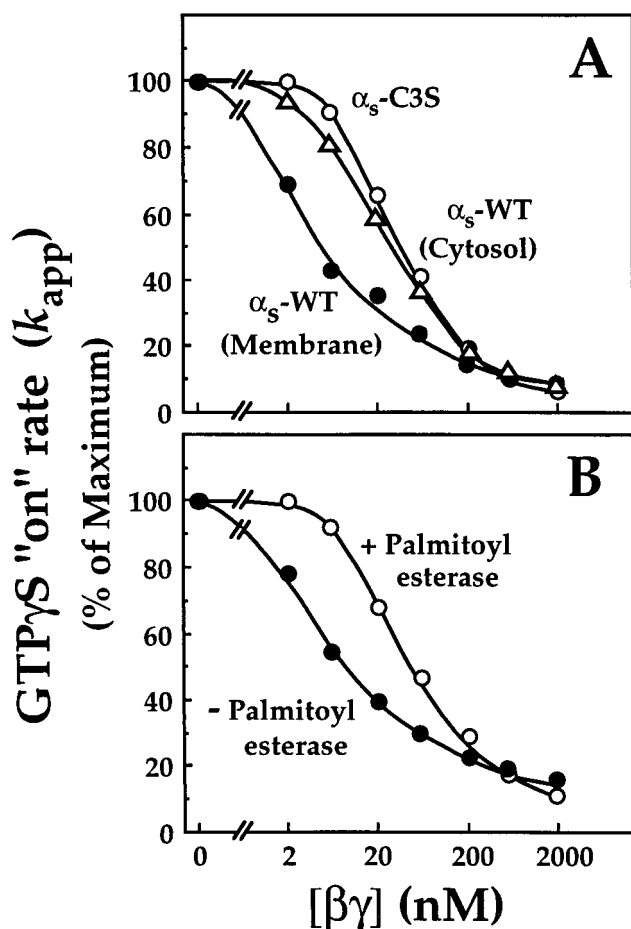 GTPγS "on" rate (k_app)
(% of Maximum)
A
100
80
60
40
20
0
αs-C3S
αs-WT
(Cytosol)
αs-WT
(Membrane)
B
100
80
60
40
20
0
+ Palmitoyl
esterase
- Palmitoyl
esterase
0 2 20 200 2000
[βγ] (nM)